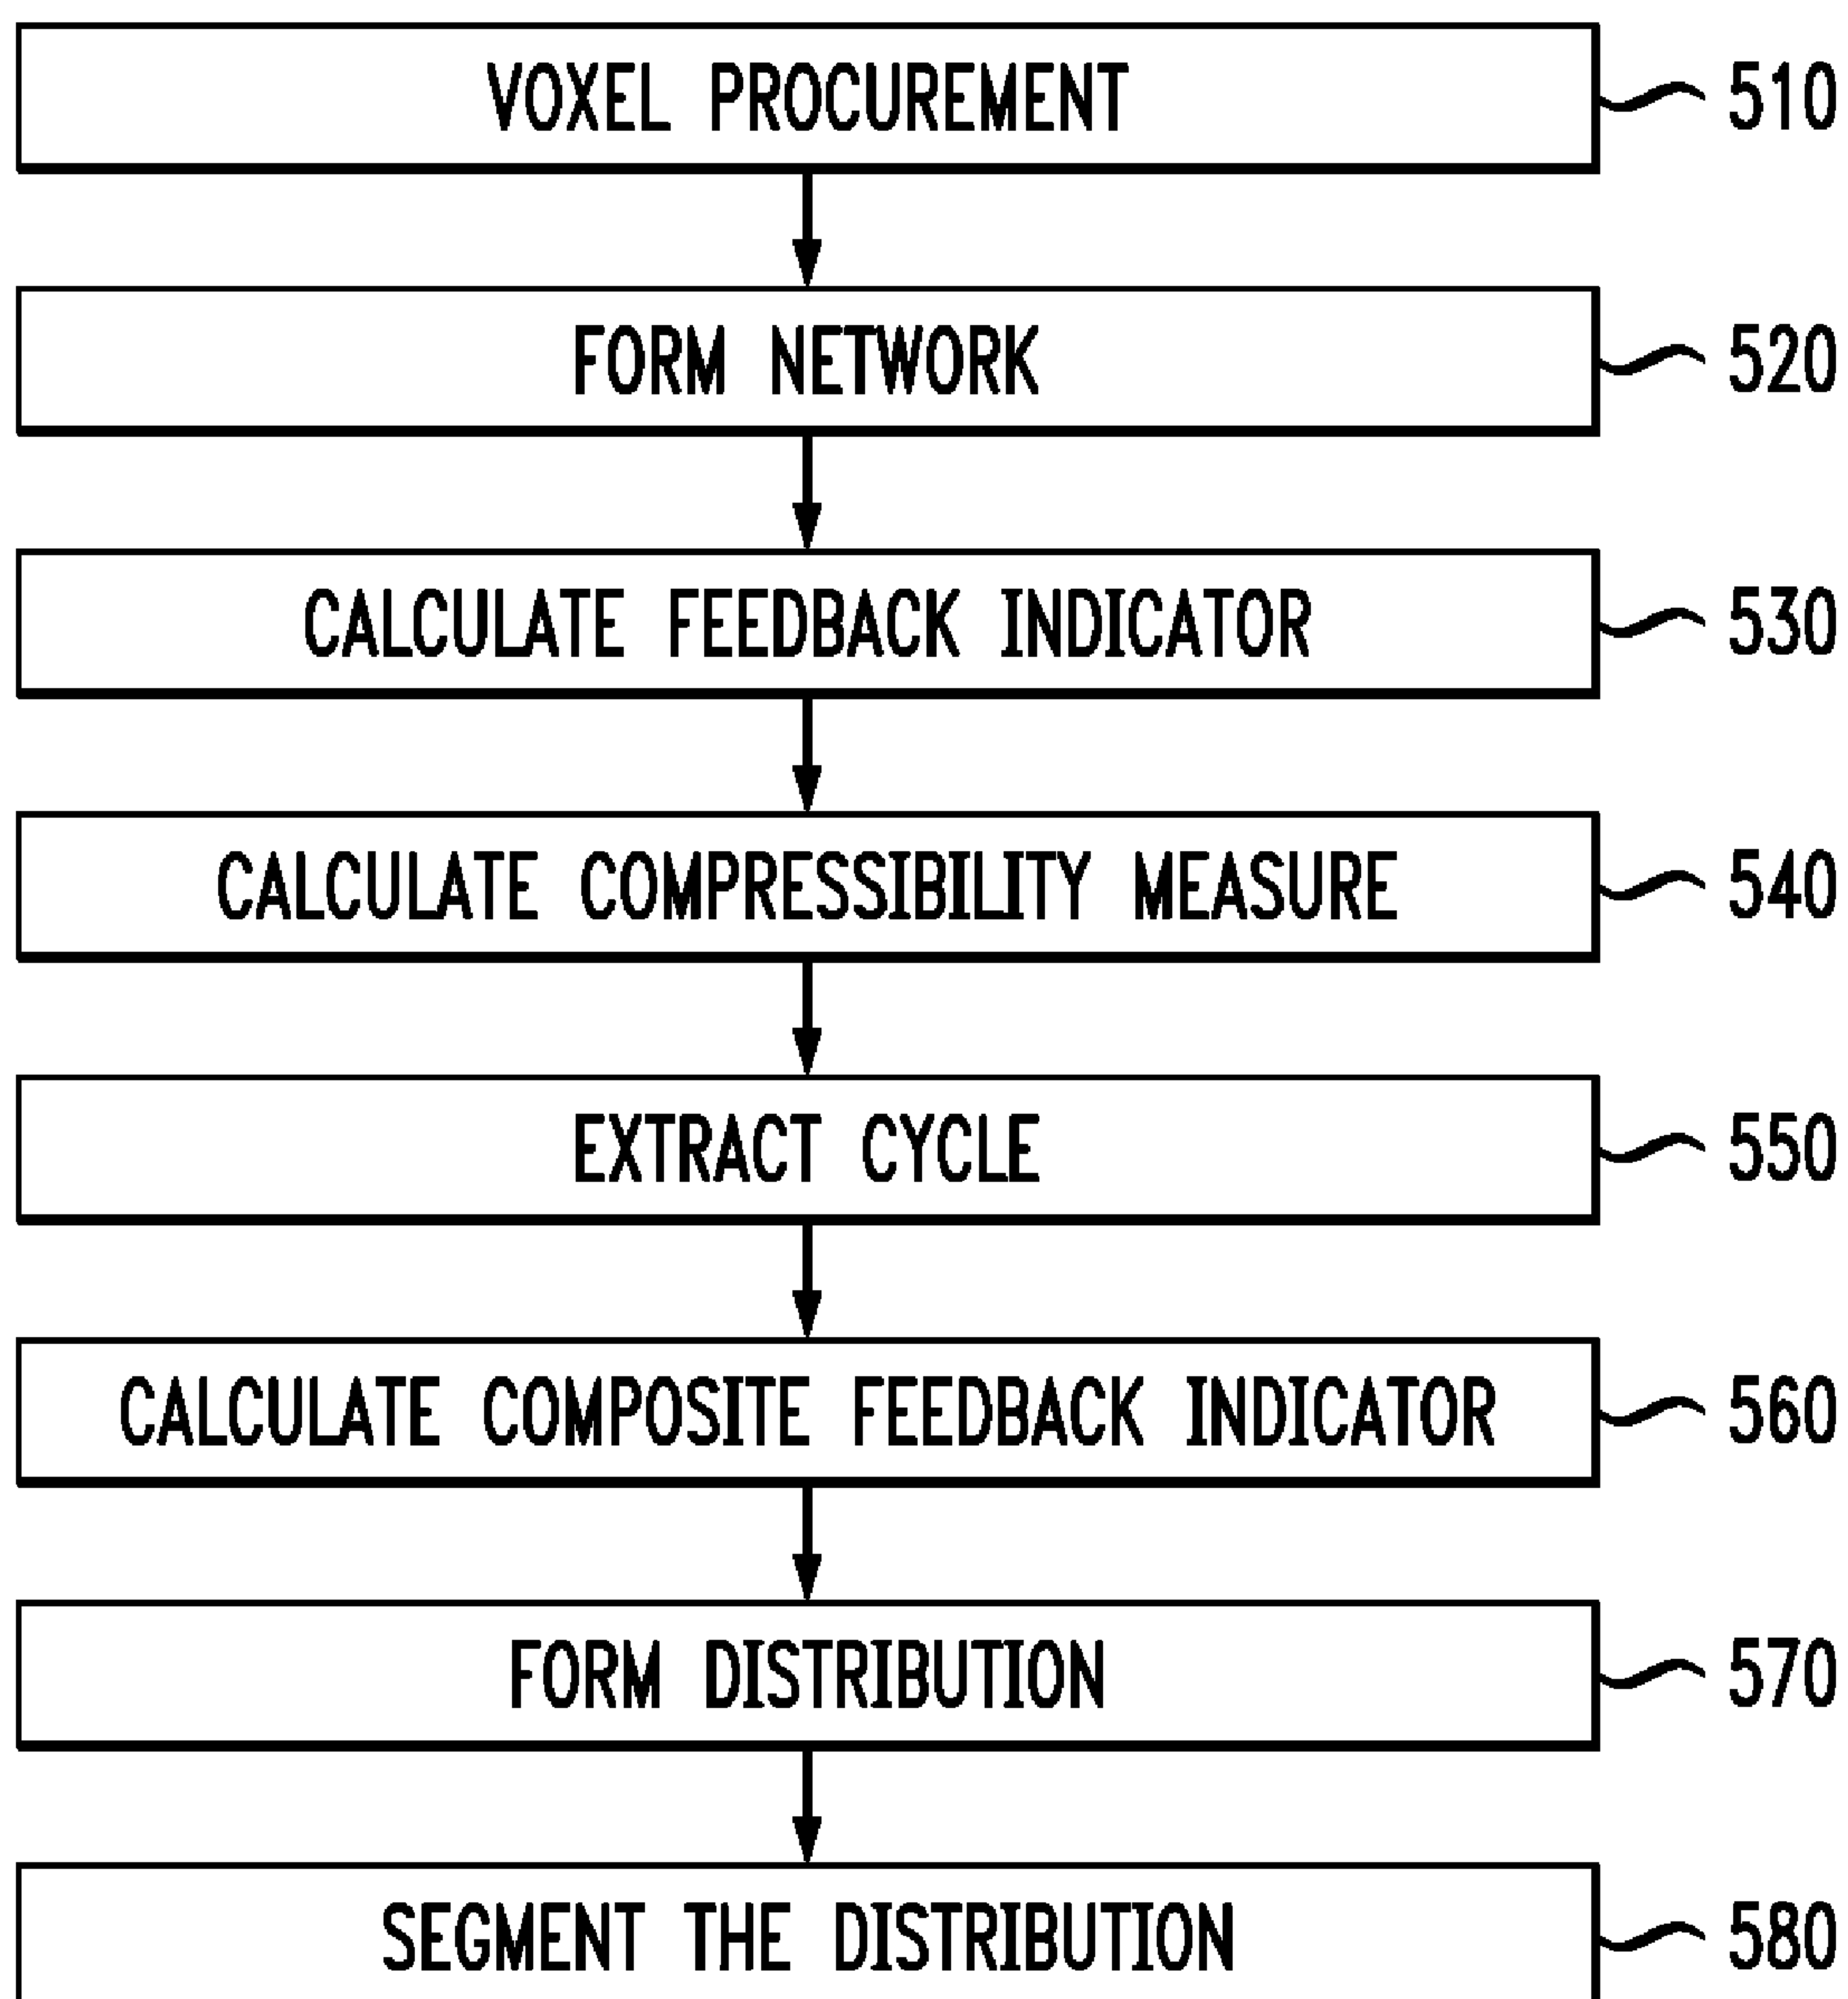 VOXEL PROCUREMENT 510
FORM NETWORK 520
CALCULATE FEEDBACK INDICATOR 530
CALCULATE COMPRESSIBILITY MEASURE 540
EXTRACT CYCLE 550
CALCULATE COMPOSITE FEEDBACK INDICATOR 560
FORM DISTRIBUTION 570
SEGMENT THE DISTRIBUTION 580